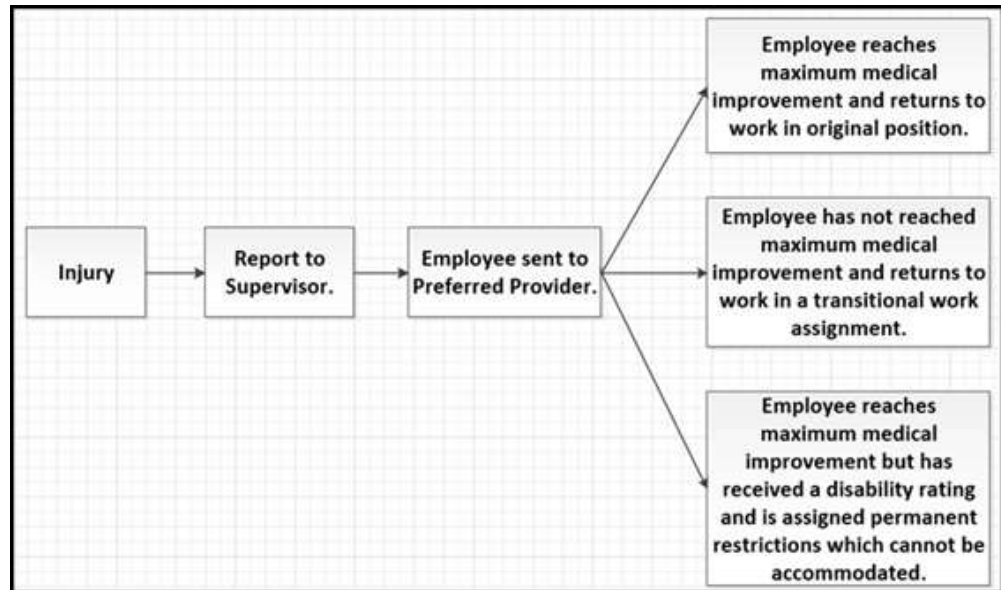 Injury
Report to
Supervisor.
Employee sent to
Preferred Provider.
Employee reaches
maximum medical
improvement and returns to
work in original position.
Employee has not reached
maximum medical
improvement and returns to
work in a transitional work
assignment.
Employee reaches
maximum medical
improvement but has
received a disability rating
and is assigned permanent
restrictions which cannot be
accommodated.